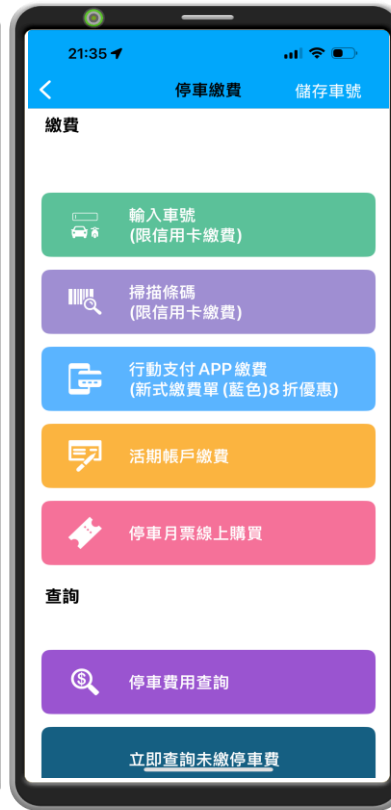 21:35
停車繳費
儲存車號
繳費
輸入車號
(限信用卡繳費)
掃描條碼
(限信用卡繳費)
行動支付 APP 繳費
(新式繳費單 (藍色)8 折優惠)
活期帳戶繳費
停車月票線上購買
查詢
停車費用查詢
立即查詢未繳停車費